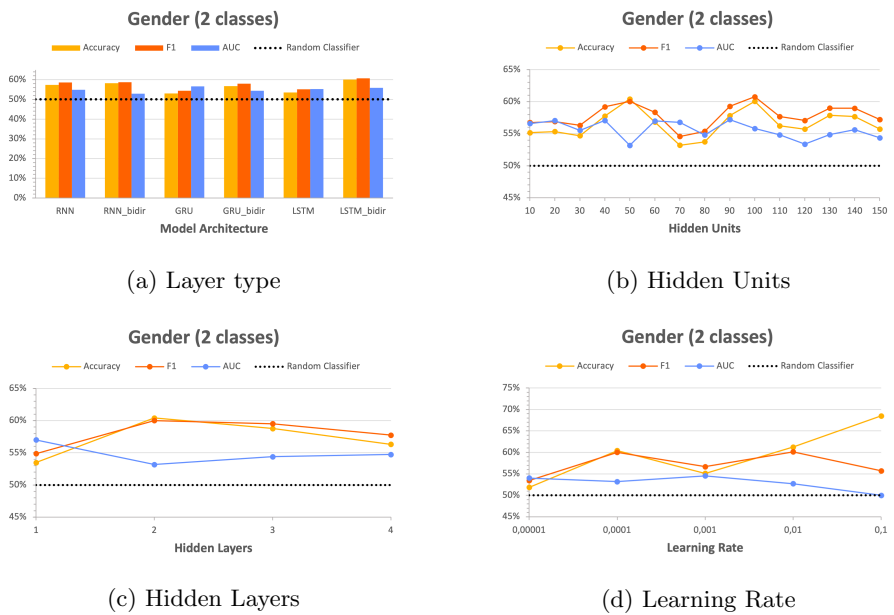 Gender (2 classes)
Accuracy F1 AUC Random Classifier
60%
50%
40%
30%
20%
10%
0%
RNN RNN_bidir GRU GRU_bidir LSTM LSTM_bidir
Model Architecture
(a) Layer type
Gender (2 classes)
Accuracy F1 AUC Random Classifier
65%
60%
55%
50%
45%
10 20 30 40 50 60 70 80 90 100 110 120 130 140 150
Hidden Units
(b) Hidden Units
Gender (2 classes)
Accuracy F1 AUC Random Classifier
65%
60%
55%
50%
45%
1 2 3 4
Hidden Layers
(c) Hidden Layers
Gender (2 classes)
Accuracy F1 AUC Random Classifier
75%
70%
65%
60%
55%
50%
45%
0,00001 0,0001 0,001 0,01 0,1
Learning Rate
(d) Learning Rate